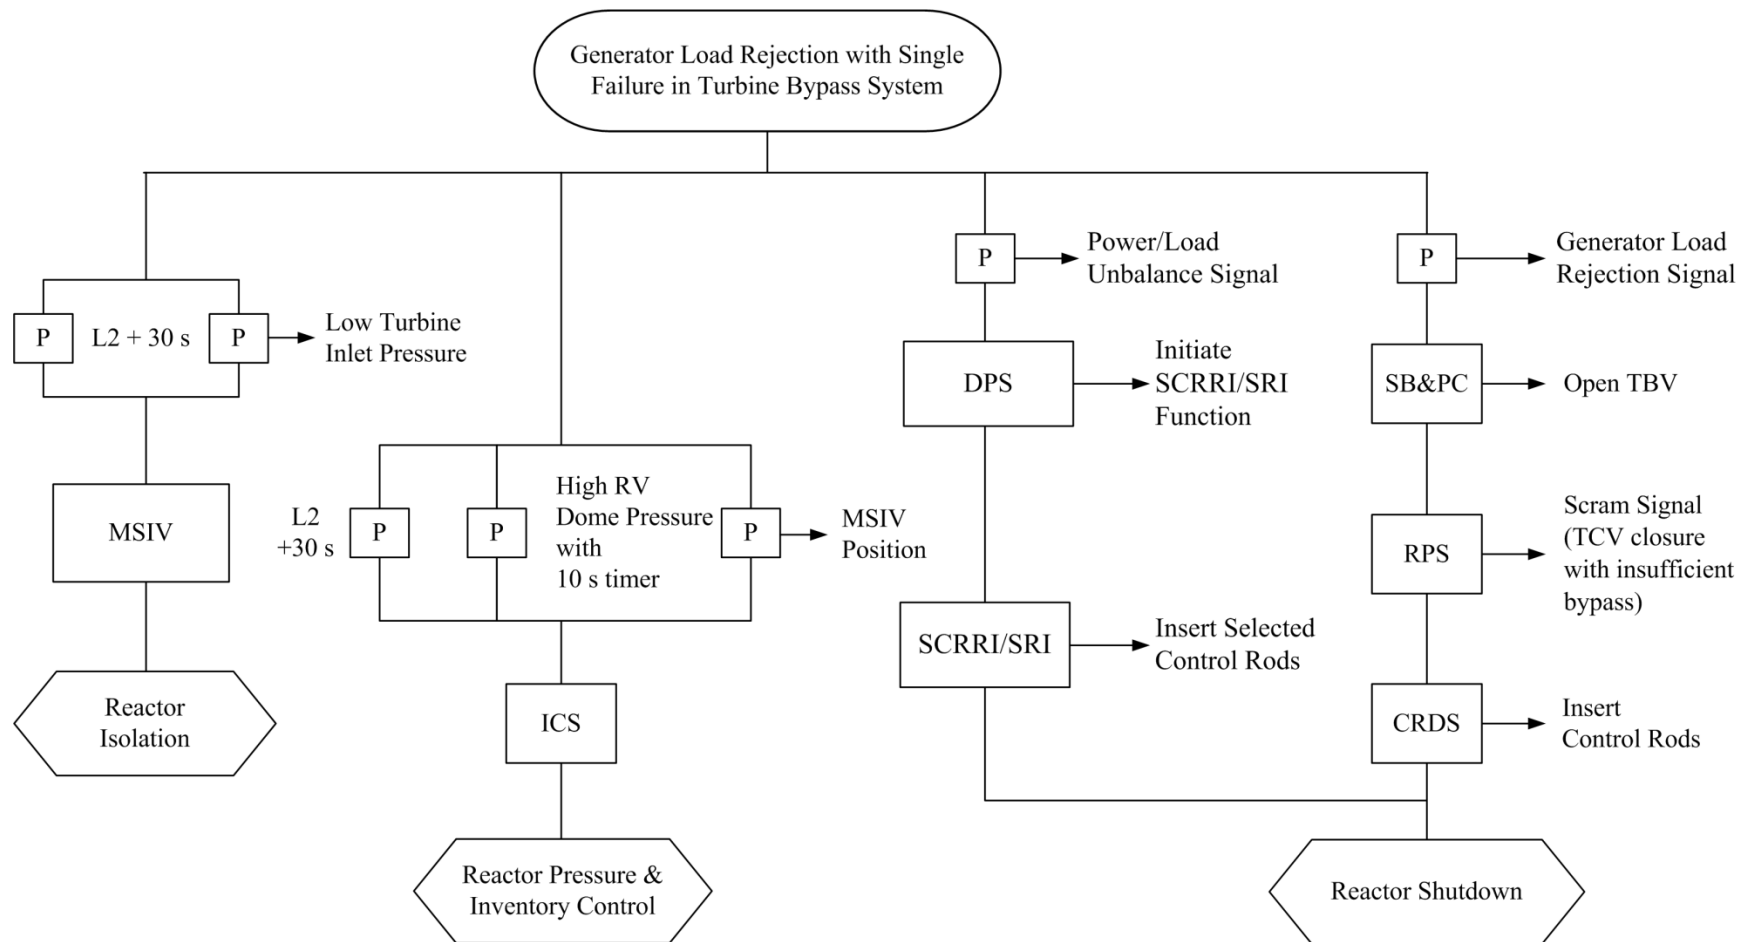 Generator Load Rejection with Single
Failure in Turbine Bypass System
P
L2 + 30 s
P
Low Turbine
Inlet Pressure
MSIV
Reactor
Isolation
L2
+30 s
P
P
High RV
Dome Pressure
with
10 s timer
P
MSIV
Position
ICS
Reactor Pressure &
Inventory Control
P
Power/Load
Unbalance Signal
DPS
Initiate
SCRRI/SRI
Function
SCRRI/SRI
Insert Selected
Control Rods
P
Generator Load
Rejection Signal
SB&PC
Open TBV
RPS
Scram Signal
(TCV closure
with insufficient
bypass)
CRDS
Insert
Control Rods
Reactor Shutdown